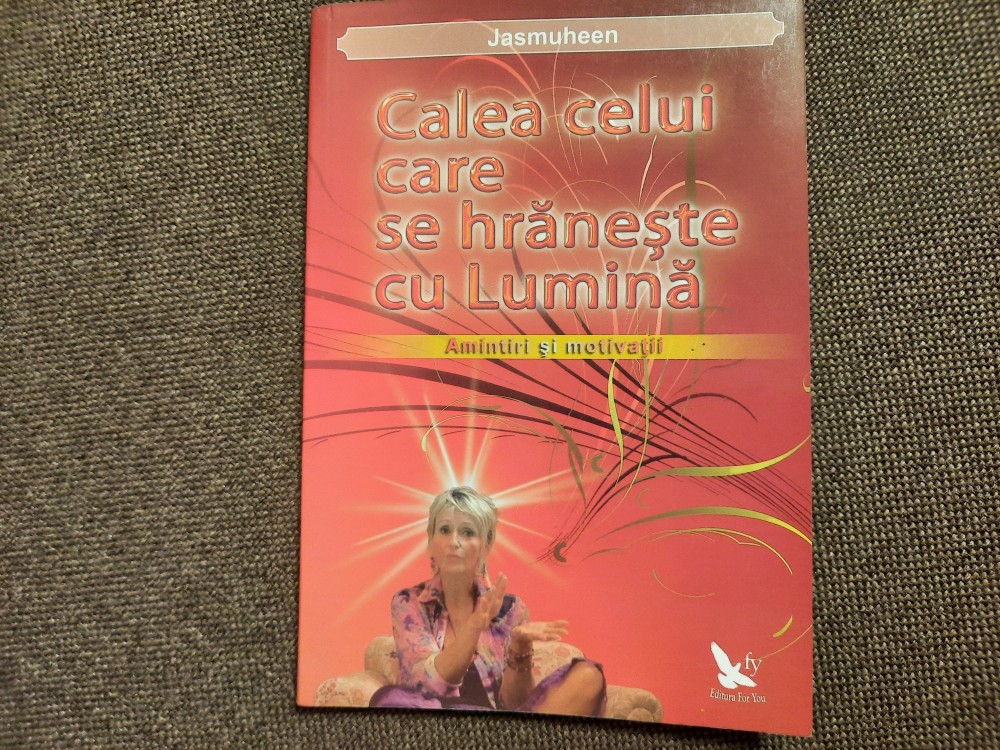 Jasmuheen
Calea celui
care
se hrănește
cu Lumină
Amintiri și motivații
fy
Editura For You